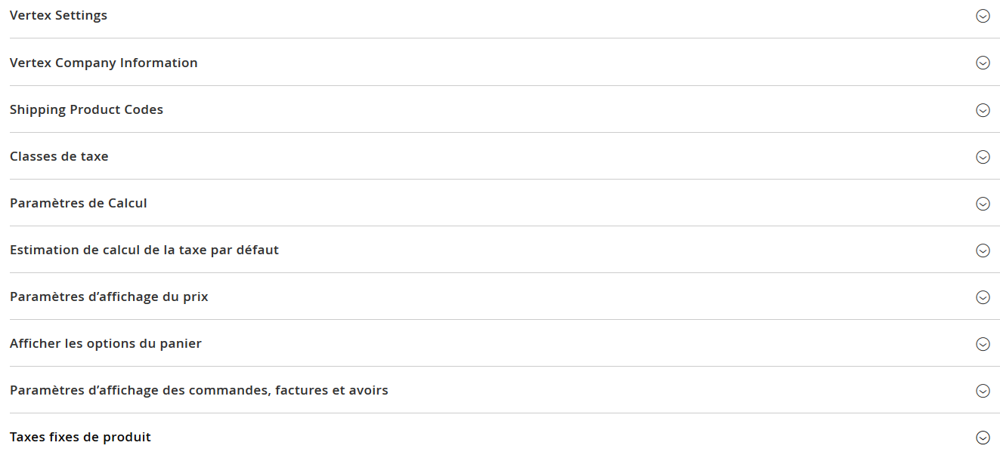 Vertex Settings
Vertex Company Information
Shipping Product Codes
Classes de taxe
Paramètres de Calcul
Estimation de calcul de la taxe par défaut
Paramètres d’affichage du prix
Afficher les options du panier
Paramètres d’affichage des commandes, factures et avoirs
Taxes fixes de produit